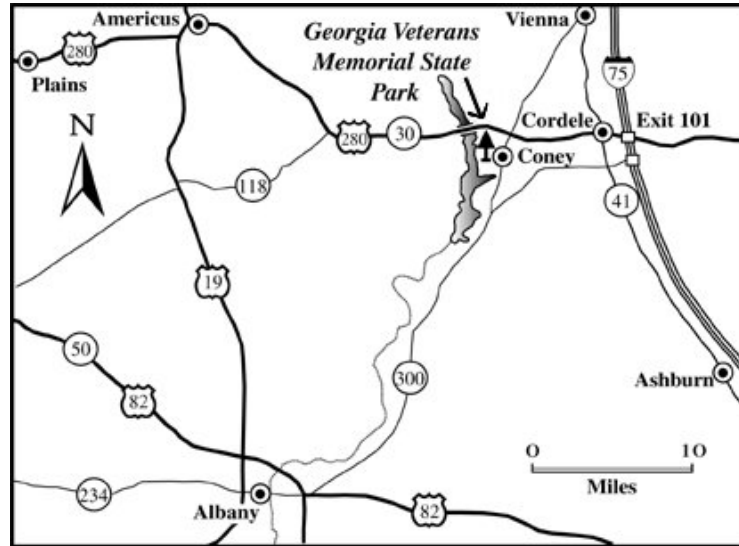 Americus
Georgia Veterans
Memorial State
Park
Vienna
280
Plains
75
N
280
30
Cordele
Exit 101
Coney
118
41
19
50
300
82
Ashburn
0 10
Miles
234
Albany
82